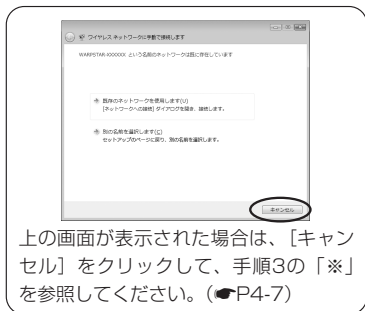 ワイヤレス ネットワークに手動で接続します
WARPSTAR-XXXXXX という名前のネットワークは既に存在しています
既存のネットワークを使用します(U)
[ネットワークへの接続] ダイアログを開き、接続します。
別の名前を選択します(C)
セットアップのページに戻り、別の名前を選択します。
キャンセル
上の画面が表示された場合は、[キャン
セル]をクリックして、手順3の「※」
を参照してください。(☛P4-7)